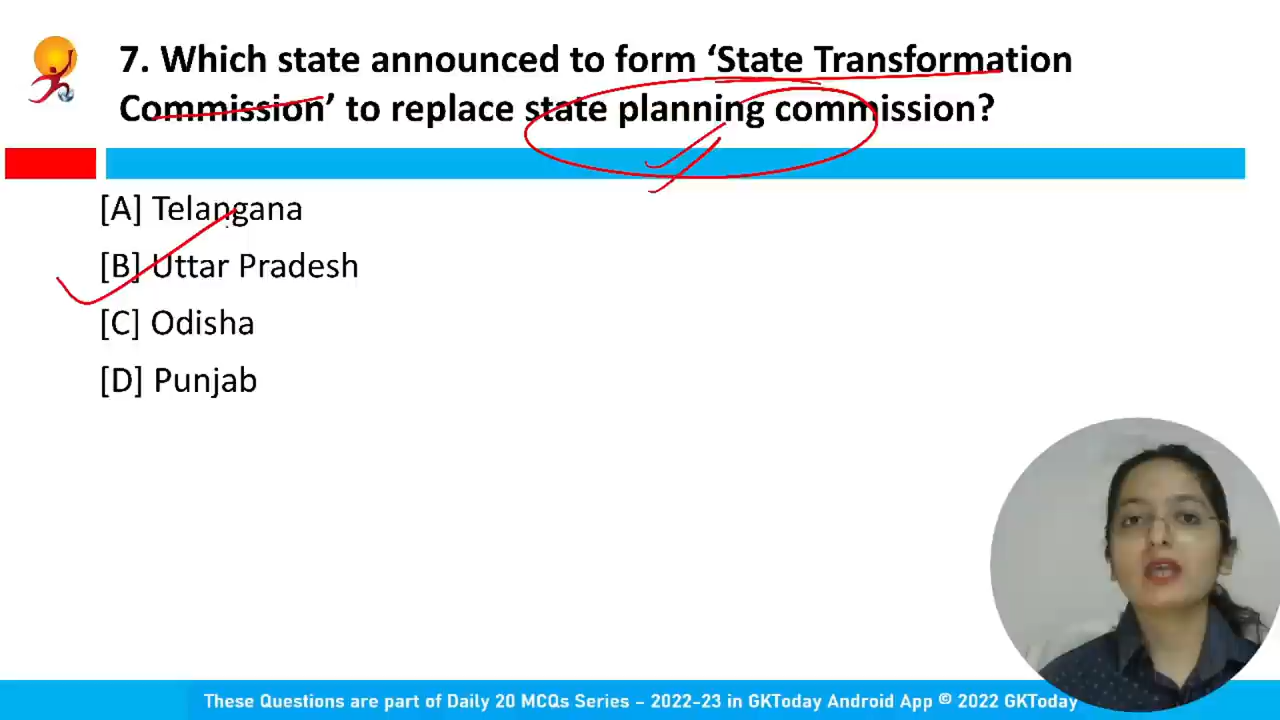 7. Which state announced to form ‘State Transformation
Commission’ to replace state planning commission?
[A] Telangana
[B] Uttar Pradesh
[C] Odisha
[D] Punjab
These Questions are part of Daily 20 MCQs Series – 2022-23 in GKToday Android App © 2022 GKToday